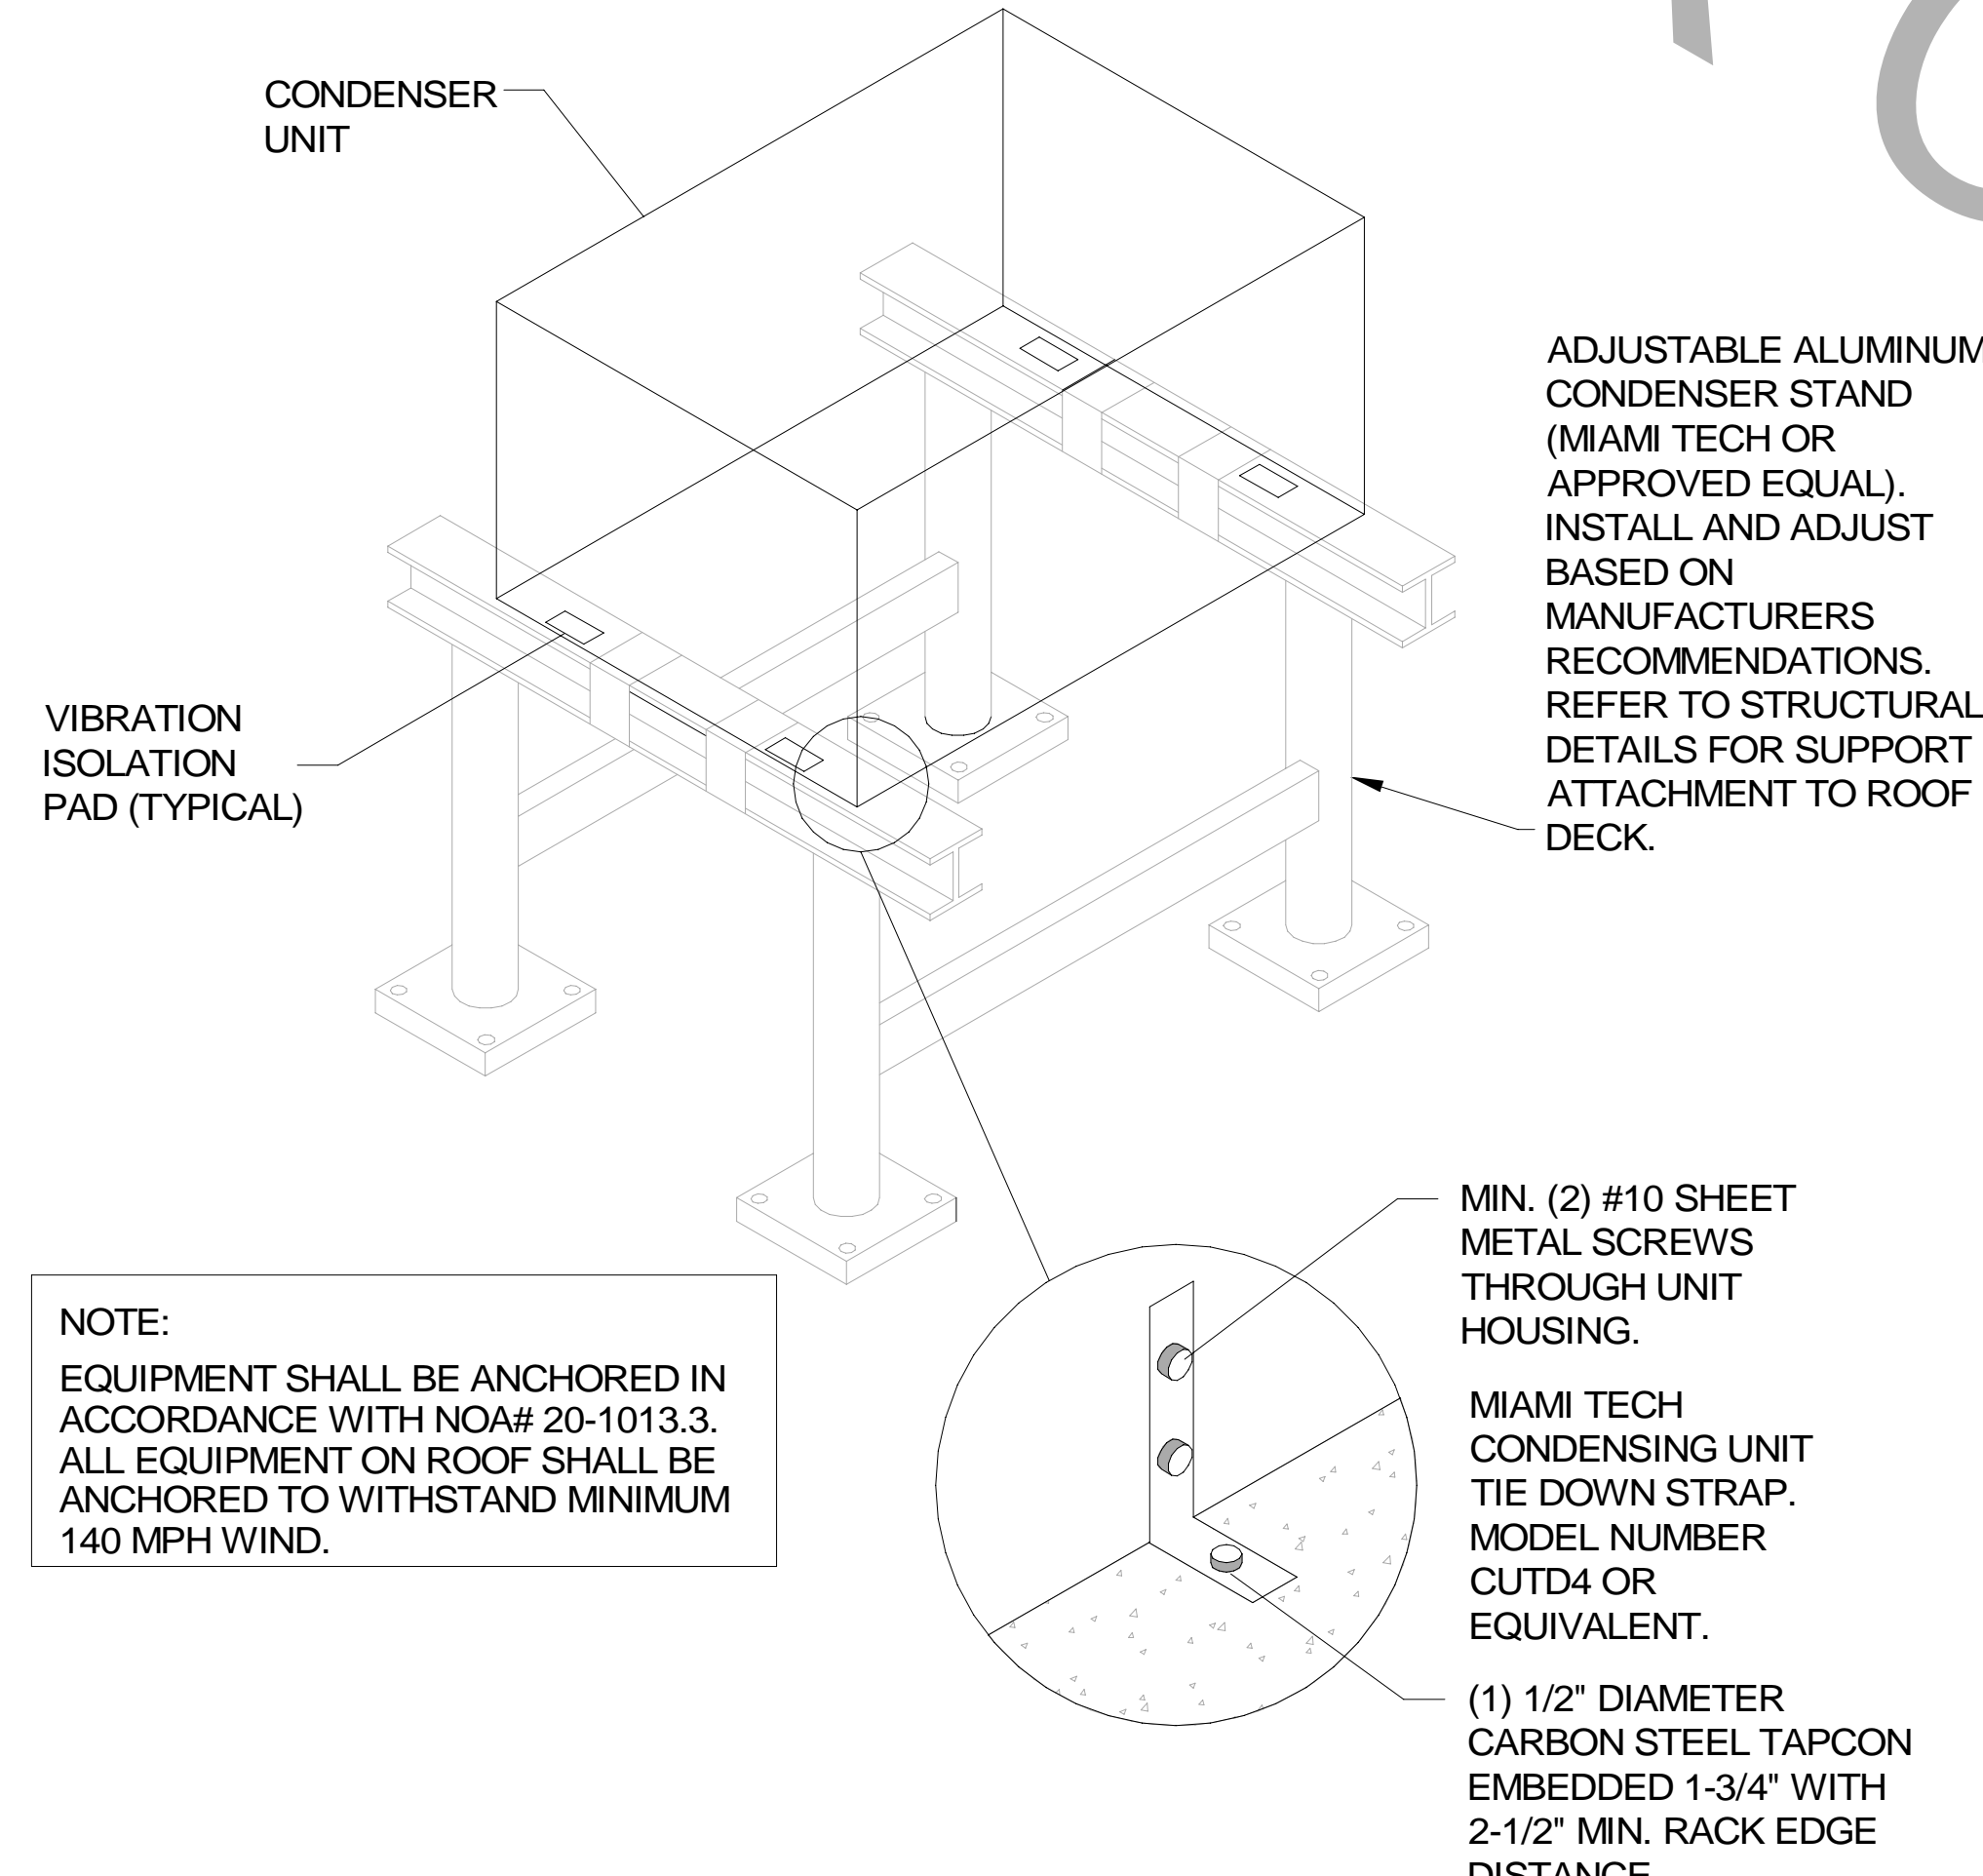 CONDENSER
UNIT
ADJUSTABLE ALUMINUM
CONDENSER STAND
(MIAMI TECH OR
APPROVED EQUAL).
INSTALL AND ADJUST
BASED ON
MANUFACTURERS
RECOMMENDATIONS.
REFER TO STRUCTURAL
DETAILS FOR SUPPORT
ATTACHMENT TO ROOF
DECK.
VIBRATION
ISOLATION
PAD (TYPICAL)
MIN. (2) #10 SHEET
METAL SCREWS
THROUGH UNIT
HOUSING.
NOTE:
EQUIPMENT SHALL BE ANCHORED IN
ACCORDANCE WITH NOA# 20-1013.3.
ALL EQUIPMENT ON ROOF SHALL BE
ANCHORED TO WITHSTAND MINIMUM
140 MPH WIND.
MIAMI TECH
CONDENSING UNIT
TIE DOWN STRAP.
MODEL NUMBER
CUTD4 OR
EQUIVALENT.
(1) 1/2" DIAMETER
CARBON STEEL TAPCON
EMBEDDED 1-3/4" WITH
2-1/2" MIN. RACK EDGE
DISTANCE